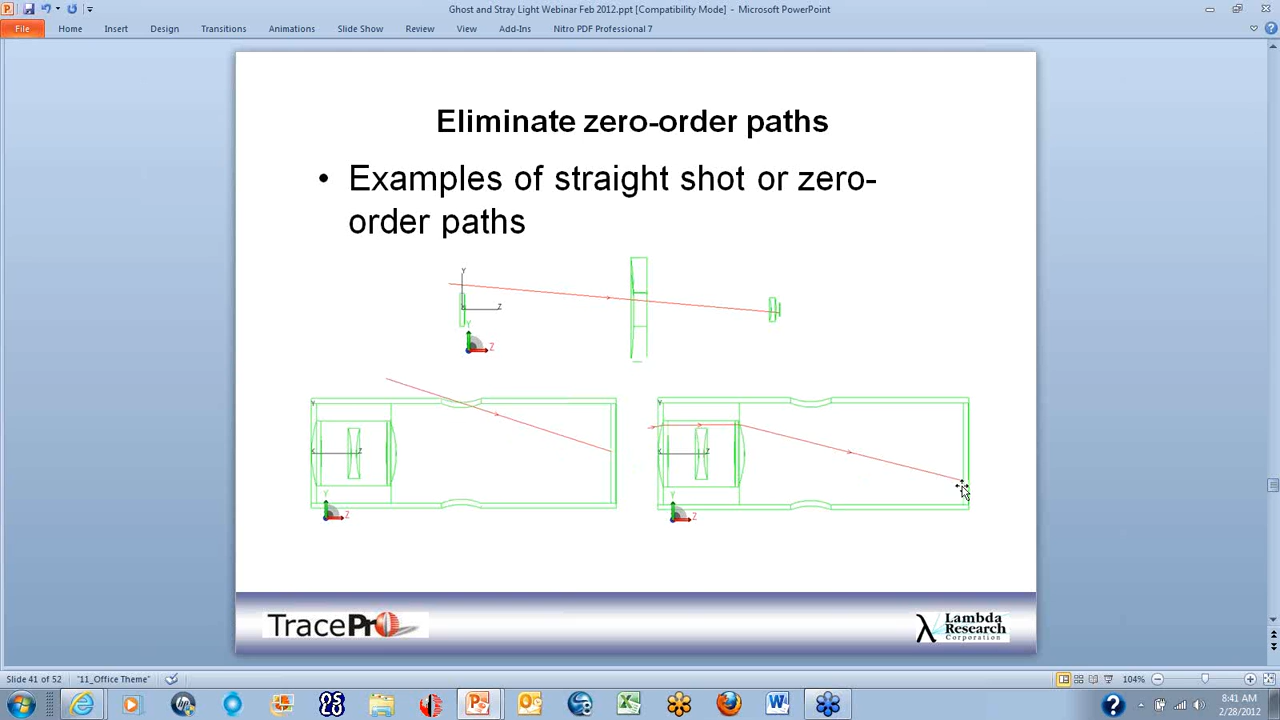 Ghost and Stray Light Webinar Feb 2012.ppt [Compatibility Mode] - Microsoft PowerPoint
File Home Insert Design Transitions Animations Slide Show Review View Add-Ins Nitro PDF Professional 7
Eliminate zero-order paths
• Examples of straight shot or zero-
order paths
Y
Z
Y
Z
Y
Z
Y
Z
Y
Z
Y
Z
TracePro
Lambda
Research
Slide 41 of 52 "11_Office Theme" 104%
8:41 AM
2/28/2012